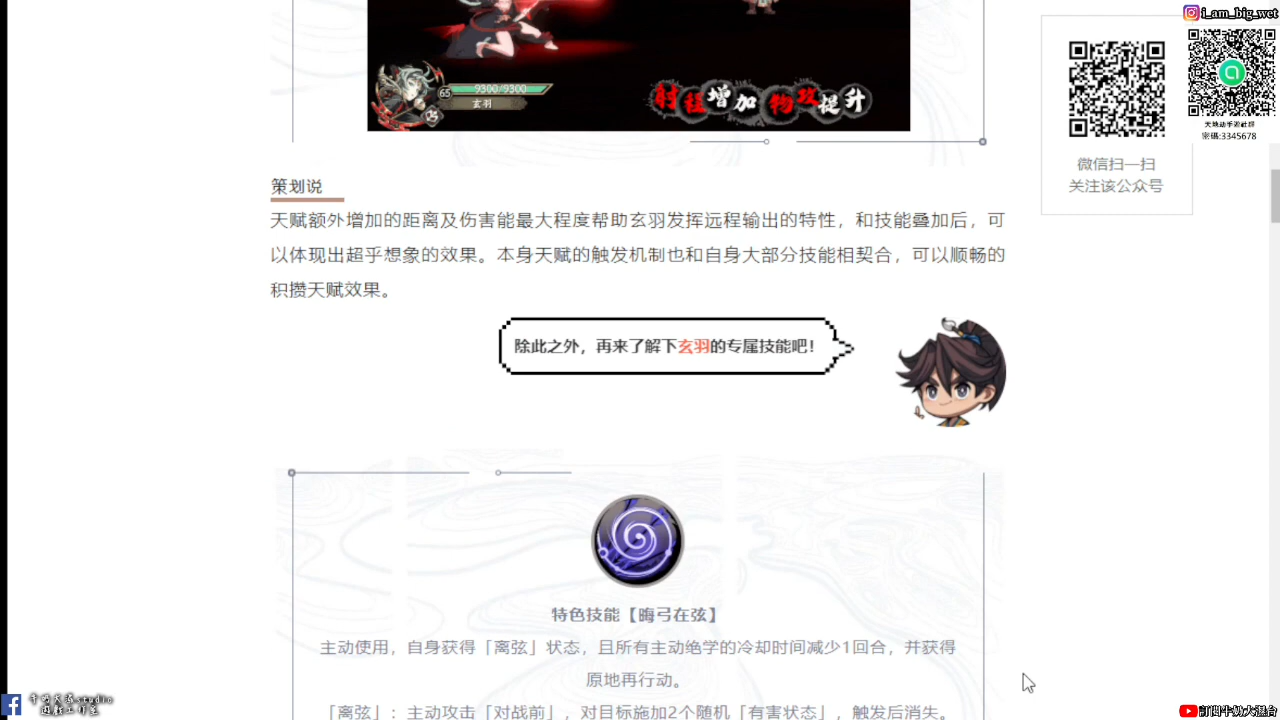 i_am_big_wet
65
9300/9300
玄羽
射程增加 物攻提升
密碼:3345678
微信扫一扫
关注该公众号
策划说
天赋额外增加的距离及伤害能最大程度帮助玄羽发挥远程输出的特性，和技能叠加后，可
以体现出超乎想象的效果。本身天赋的触发机制也和自身大部分技能相契合，可以顺畅的
积攒天赋效果。
除此之外，再来了解下玄羽的专属技能吧！
特色技能【晦弓在弦】
主动使用，自身获得「离弦」状态，且所有主动绝学的冷却时间减少1回合，并获得
原地再行动。
「离弦」：主动攻击「对战前」，对目标施加2个随机「有害状态」，触发后消失。